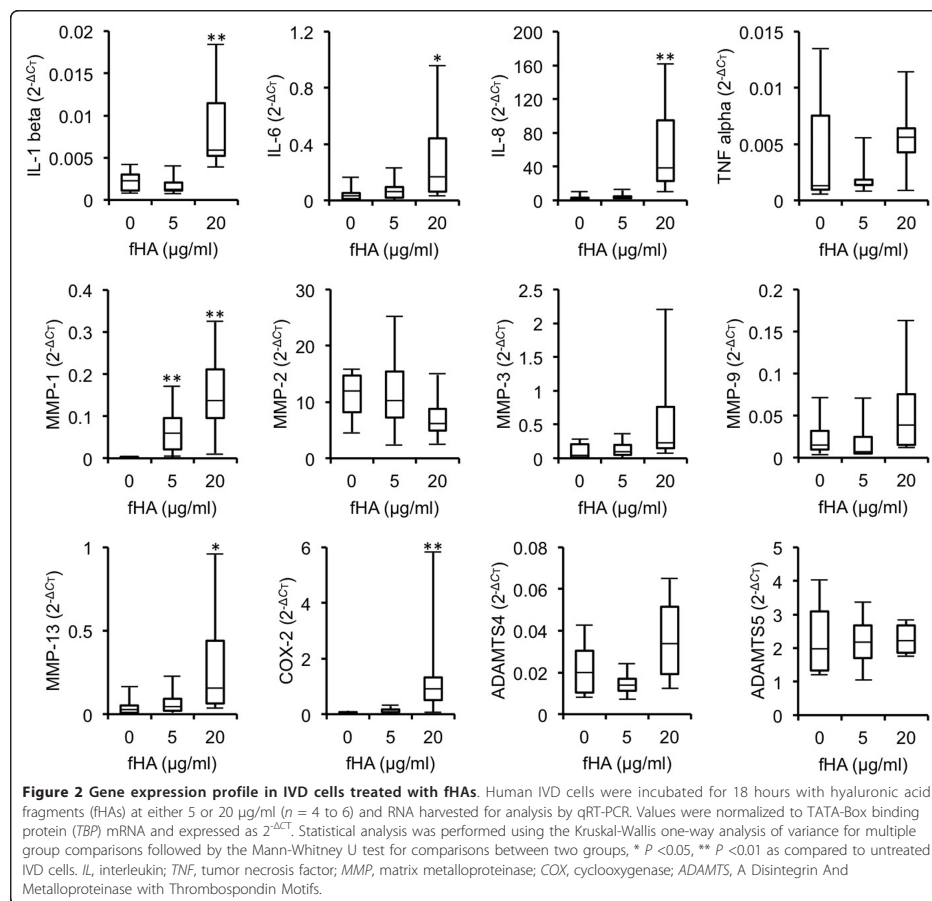 IL-1 beta (2-ΔCT)
0.02
0.015
0.01
0.005
0
**
0 5 20
fHA (µg/ml)
IL-6 (2-ΔCT)
1.2
0.8
0.4
0
*
0 5 20
fHA (µg/ml)
IL-8 (2-ΔCT)
200
160
120
80
40
0
**
0 5 20
fHA (µg/ml)
TNF alpha (2-ΔCT)
0.015
0.01
0.005
0
0 5 20
fHA (µg/ml)
MMP-1 (2-ΔCT)
0.4
0.3
0.2
0.1
0
**
**
0 5 20
fHA (µg/ml)
MMP-2 (2-ΔCT)
30
20
10
0
0 5 20
fHA (µg/ml)
MMP-3 (2-ΔCT)
2.5
2
1.5
1
0.5
0
0 5 20
fHA (µg/ml)
MMP-9 (2-ΔCT)
0.2
0.15
0.1
0.05
0
0 5 20
fHA (µg/ml)
MMP-13 (2-ΔCT)
1
0.5
0
*
0 5 20
fHA (µg/ml)
COX-2 (2-ΔCT)
6
4
2
0
**
0 5 20
fHA (µg/ml)
ADAMTS4 (2-ΔCT)
0.08
0.06
0.04
0.02
0
0 5 20
fHA (µg/ml)
ADAMTS5 (2-ΔCT)
5
4
3
2
1
0
0 5 20
fHA (µg/ml)
Figure 2 Gene expression profile in IVD cells treated with fHAs. Human IVD cells were incubated for 18 hours with hyaluronic acid
fragments (fHAs) at either 5 or 20 µg/ml (n = 4 to 6) and RNA harvested for analysis by qRT-PCR. Values were normalized to TATA-Box binding
protein (TBP) mRNA and expressed as 2-ΔCT. Statistical analysis was performed using the Kruskal-Wallis one-way analysis of variance for multiple
group comparisons followed by the Mann-Whitney U test for comparisons between two groups, * P <0.05, ** P <0.01 as compared to untreated
IVD cells. IL, interleukin; TNF, tumor necrosis factor; MMP, matrix metalloproteinase; COX, cyclooxygenase; ADAMTS, A Disintegrin And
Metalloproteinase with Thrombospondin Motifs.